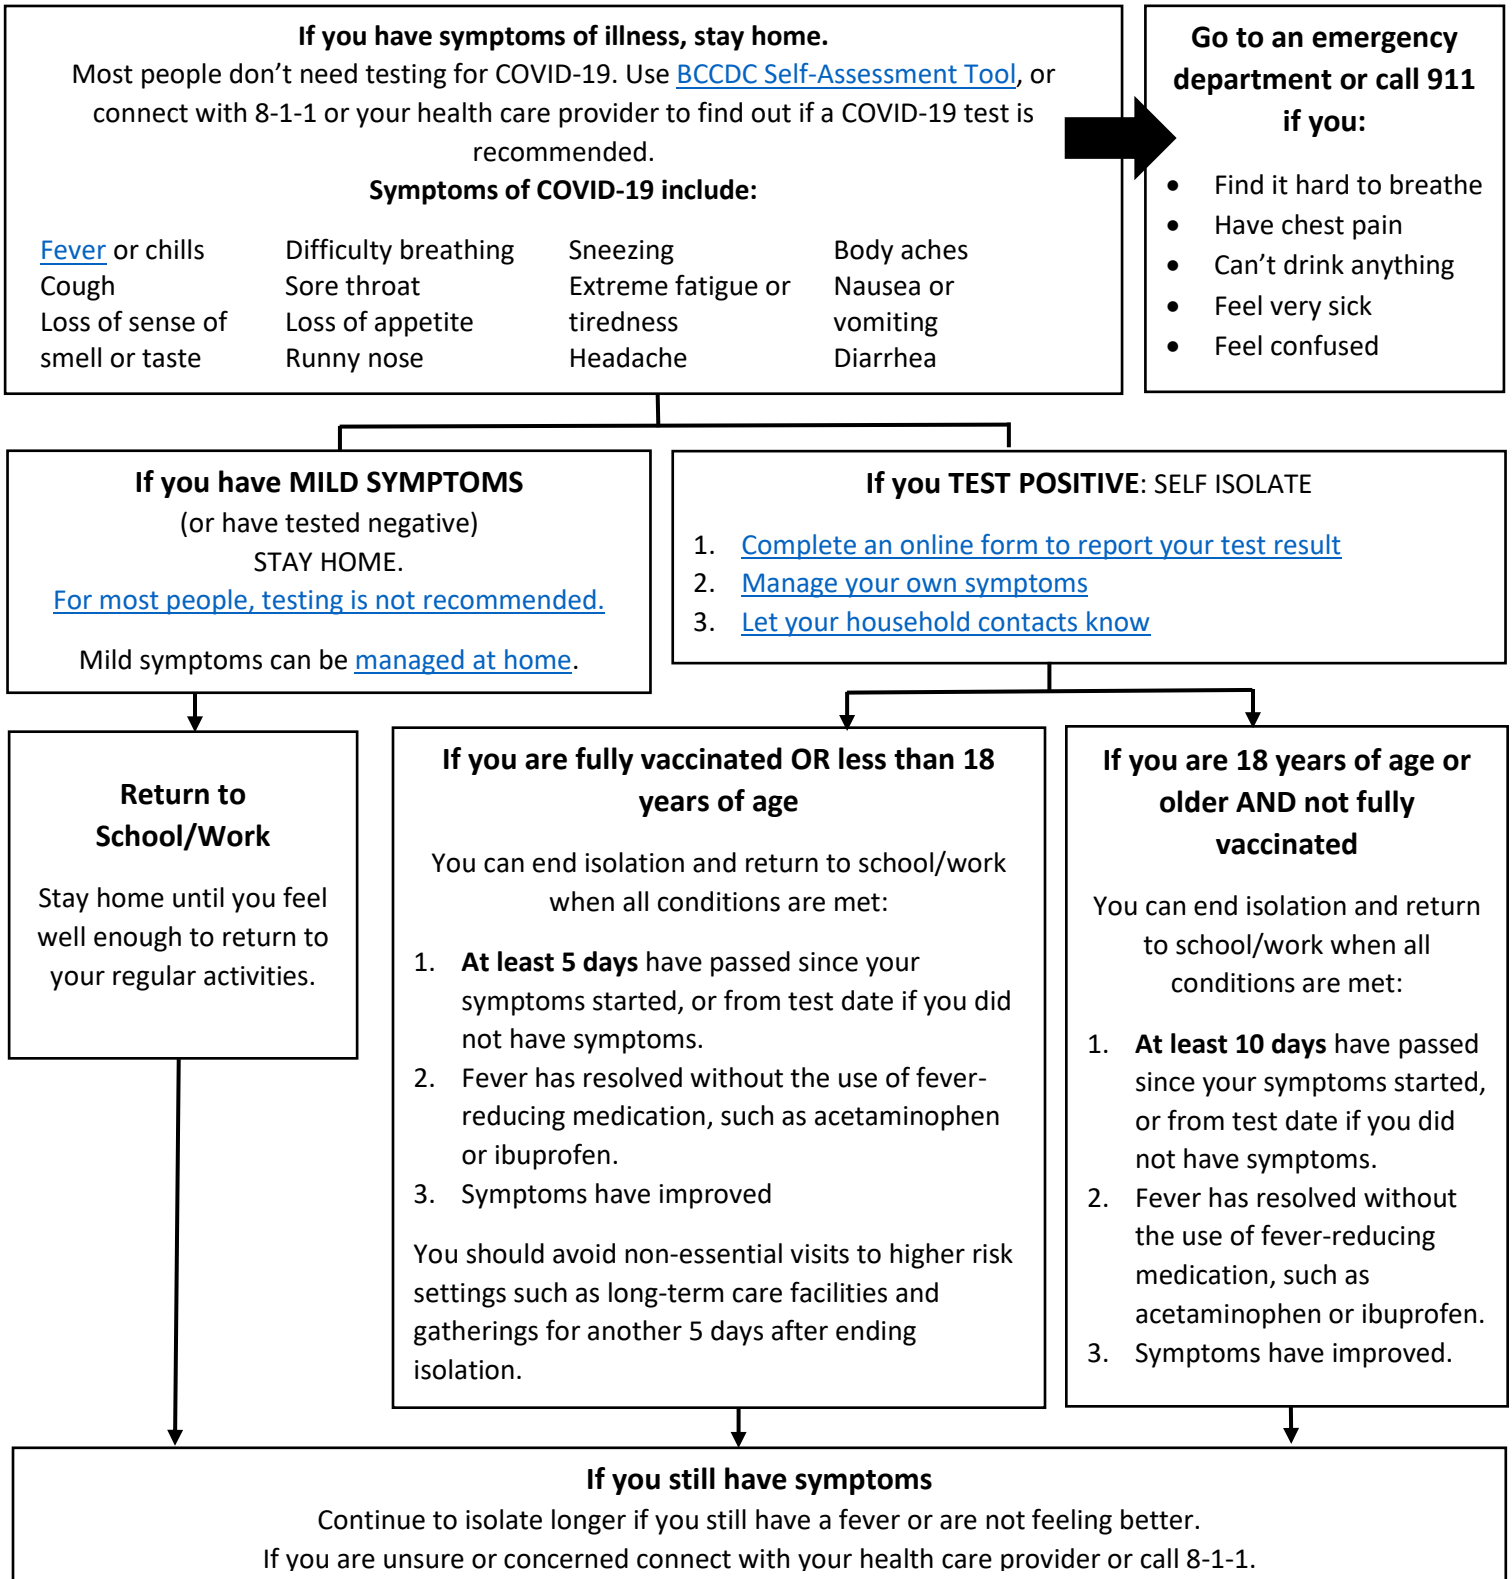 If you have symptoms of illness, stay home.
Most people don't need testing for COVID-19. Use BCCDC Self-Assessment Tool, or
connect with 8-1-1 or your health care provider to find out if a COVID-19 test is
recommended.
Symptoms of COVID-19 include:
Fever or chills
Cough
Loss of sense of
smell or taste
Difficulty breathing
Sore throat
Loss of appetite
Runny nose
Sneezing
Extreme fatigue or
tiredness
Headache
Body aches
Nausea or
vomiting
Diarrhea
Go to an emergency
department or call 911
if you:
• Find it hard to breathe
• Have chest pain
• Can't drink anything
• Feel very sick
• Feel confused
If you have MILD SYMPTOMS
(or have tested negative)
STAY HOME.
For most people, testing is not recommended.
Mild symptoms can be managed at home.
If you TEST POSITIVE: SELF ISOLATE
1. Complete an online form to report your test result
2. Manage your own symptoms
3. Let your household contacts know
Return to
School/Work
Stay home until you feel
well enough to return to
your regular activities.
If you are fully vaccinated OR less than 18
years of age
You can end isolation and return to school/work
when all conditions are met:
1. At least 5 days have passed since your
symptoms started, or from test date if you did
not have symptoms.
2. Fever has resolved without the use of fever-
reducing medication, such as acetaminophen
or ibuprofen.
3. Symptoms have improved
You should avoid non-essential visits to higher risk
settings such as long-term care facilities and
gatherings for another 5 days after ending
isolation.
If you are 18 years of age or
older AND not fully
vaccinated
You can end isolation and return
to school/work when all
conditions are met:
1. At least 10 days have passed
since your symptoms started,
or from test date if you did
not have symptoms.
2. Fever has resolved without
the use of fever-reducing
medication, such as
acetaminophen or ibuprofen.
3. Symptoms have improved.
If you still have symptoms
Continue to isolate longer if you still have a fever or are not feeling better.
If you are unsure or concerned connect with your health care provider or call 8-1-1.